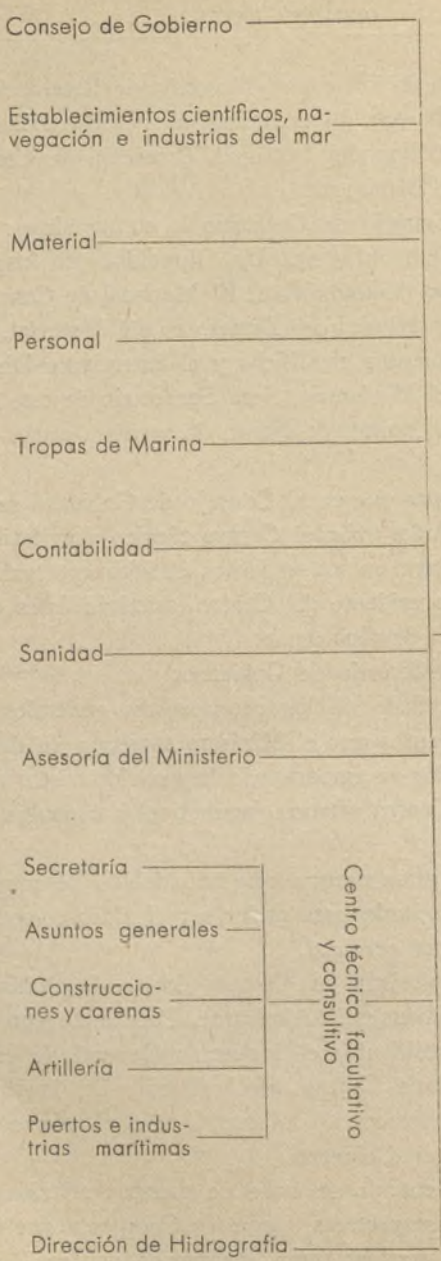 Consejo de Gobierno
Establecimientos científicos, na-
vegación e industrias del mar
Material
Personal
Tropas de Marina
Contabilidad
Sanidad
Asesoría del Ministerio
Secretaría
Asuntos generales
Construccio-
nes y carenas
Artillería
Puertos e indus-
trias marítimas
Centro técnico facultativo
y consultivo
Dirección de Hidrografía